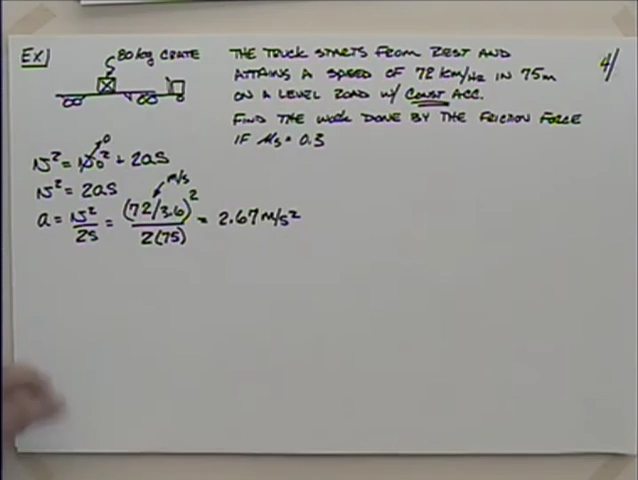 EX1
80 kg CRATE
THE TRUCK STARTS FROM REST AND
ATTAINS A SPEED OF 72 KM/HR IN 75m
ON A LEVEL ROAD W/ CONST ACC.
FIND THE WORK DONE BY THE FRICTION FORCE
IF μs = 0.3
4/
v² = v₀² + 2as
0
v² = 2as
m/s
a = v²/2s = (72/3.6)²/2(75) = 2.67 m/s²